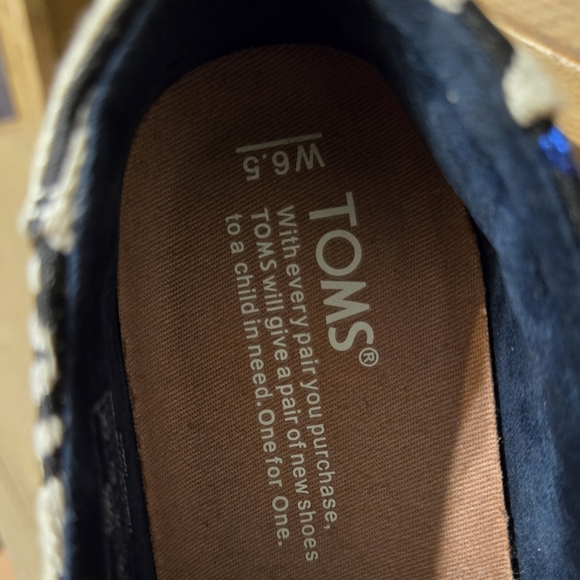 W6.5
TOMS®
With every pair you purchase,
TOMS will give a pair of new shoes
to a child in need. One for One.